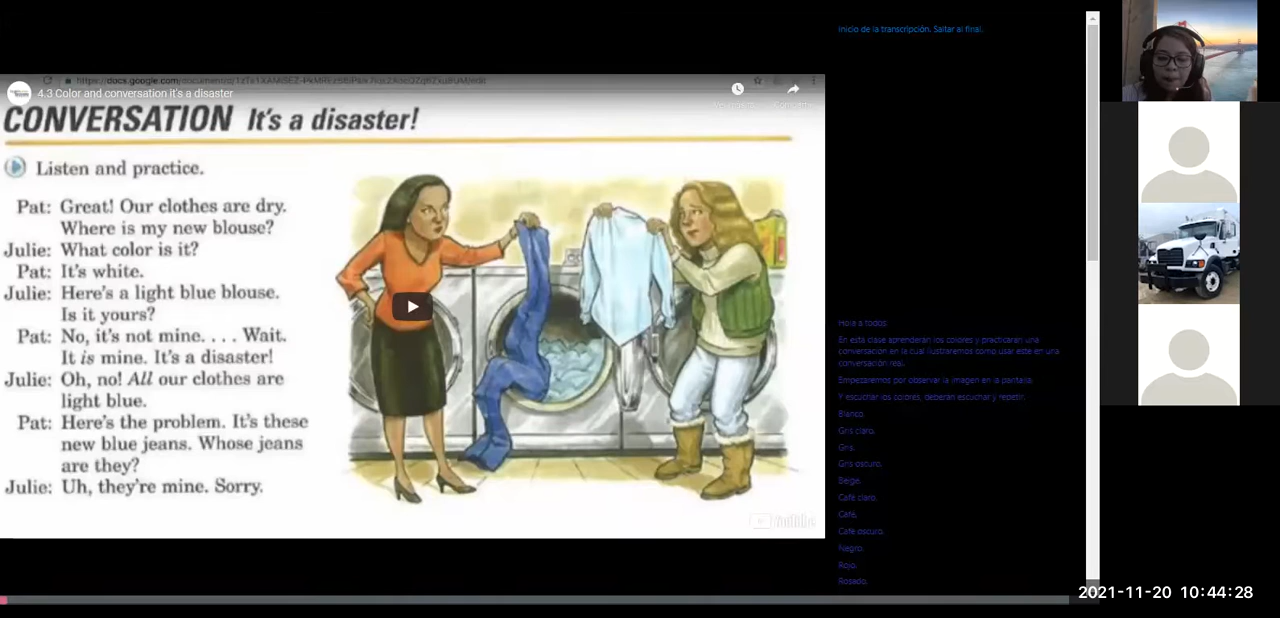 4.3 Color and conversation it's a disaster
CONVERSATION It's a disaster!
Listen and practice.
Pat: Great! Our clothes are dry.
Where is my new blouse?
Julie: What color is it?
Pat: It's white.
Julie: Here's a light blue blouse.
Is it yours?
Pat: No, it's not mine. . . . Wait.
It is mine. It's a disaster!
Julie: Oh, no! All our clothes are
light blue.
Pat: Here's the problem. It's these
new blue jeans. Whose jeans
are they?
Julie: Uh, they're mine. Sorry.
YouTube
Inicio de la transcripción. Saltar al final.
Hola a todos
En esta clase aprenderán los colores y practicarán una
conversación en la cual ilustraremos como usar este en una
conversación real.
Empezaremos por observar la imagen en la pantalla
Y escuchar los colores, deberán escuchar y repetir.
Blanco
Gris claro.
Gris.
Gris oscuro.
Beige.
Café claro.
Café.
Café oscuro
Negro.
Rojo.
Rosado.
2021-11-20 10:44:28